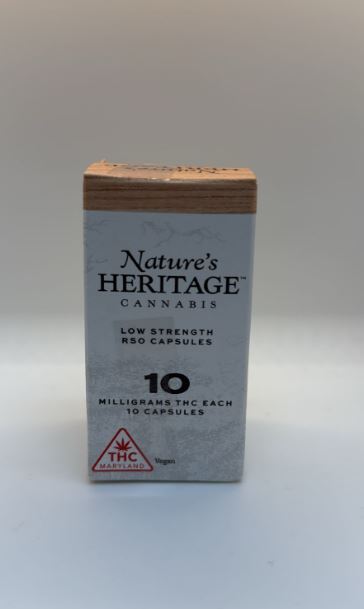 Nature's
HERITAGE™
CANNABIS
LOW STRENGTH
RSO CAPSULES
10
MILLIGRAMS THC EACH
10 CAPSULES
THC
MARYLAND
Vegan